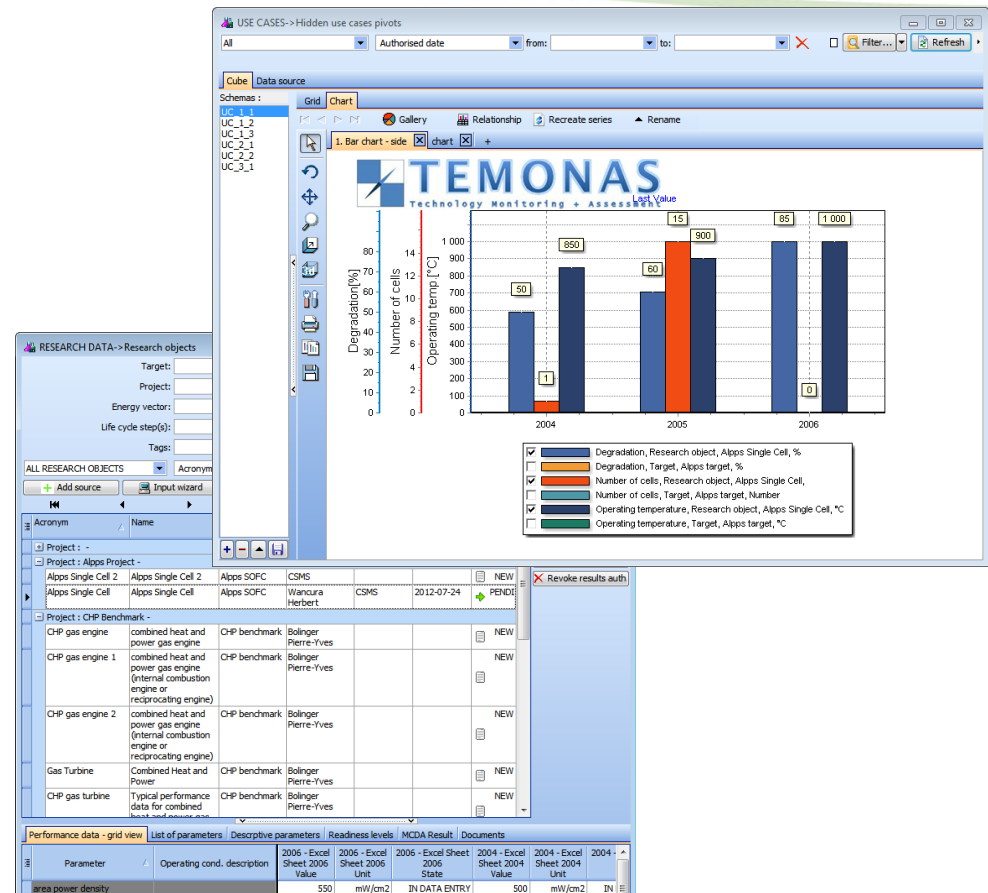 USE CASES->Hidden use cases pivots
All Authorised date from: to: Filter... Refresh
Cube Data source
Schemas :
UC_1_1
UC_1_2
UC_1_3
UC_2_1
UC_2_2
UC_3_1
Grid Chart
Gallery Relationship Recreate series Rename
1. Bar chart - side chart +
TEMONAS
Technology Monitoring + Assessment
Last Value
Degradation[%]
80
70
60
50
40
30
20
10
0
Number of cells
14
12
10
8
6
4
2
0
Operating temp.[°C]
1 000
900
800
700
600
500
400
300
200
100
0
50 1 850
60 15 900
85 0 1 000
2004 2005 2006
Degradation, Research object, Alpps Single Cell, %
Degradation, Target, Alpps target, %
Number of cells, Research object, Alpps Single Cell,
Number of cells, Target, Alpps target, Number
Operating temperature, Research object, Alpps Single Cell, °C
Operating temperature, Target, Alpps target, °C
RESEARCH DATA->Research objects
Target:
Project:
Energy vector:
Life cycle step(s):
Tags:
ALL RESEARCH OBJECTS Acronym
Add source Input wizard
Acronym Name
Project : -
Project : Alpps Project -
Alpps Single Cell 2 Alpps Single Cell 2 Alpps SOFC CSMS NEW
Revoke results auth
Alpps Single Cell Alpps Single Cell Alpps SOFC Wancura CSMS 2012-07-24 PENDI
Herbert
Project : CHP Benchmark -
CHP gas engine combined heat and CHP benchmark Bolinger NEW
power gas engine Pierre-Yves
CHP gas engine 1 combined heat and CHP benchmark Bolinger NEW
power gas engine Pierre-Yves
(internal combustion
engine or
reciprocating engine)
CHP gas engine 2 combined heat and CHP benchmark Bolinger NEW
power gas engine Pierre-Yves
(internal combustion
engine or
reciprocating engine)
Gas Turbine Combined Heat and CHP benchmark Bolinger NEW
Power Pierre-Yves
CHP gas turbine Typical performance CHP benchmark Bolinger NEW
data for combined Pierre-Yves
heat and power gas
Performance data - grid view List of parameters Descrptive parameters Readiness levels MCDA Result Documents
Parameter Operating cond. description
2006 - Excel Sheet 2006 Value
2006 - Excel Sheet 2006 Unit
2006 - Excel Sheet 2006 State
2004 - Excel Sheet 2004 Value
2004 - Excel Sheet 2004 Unit
2004 -
area power density 550 mW/cm2 IN DATA ENTRY 500 mW/cm2 IN